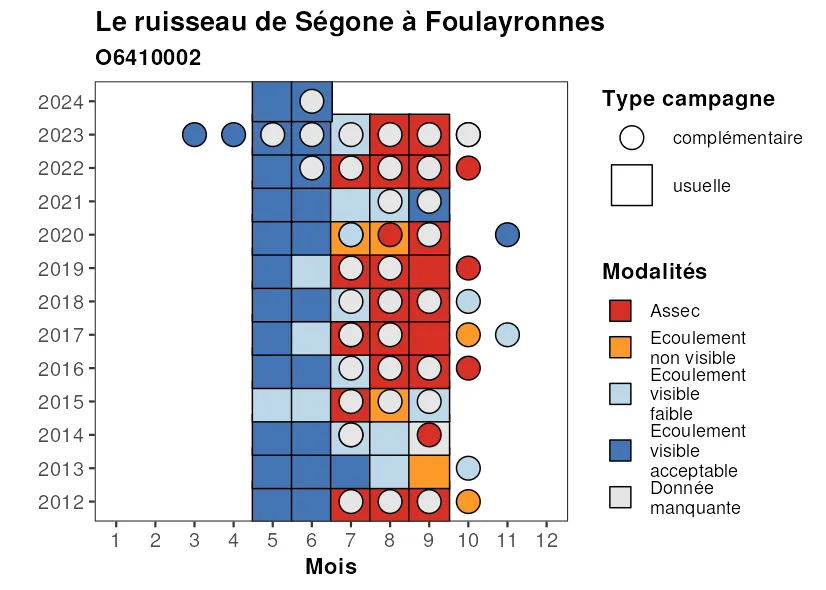 Le ruisseau de Ségone à Foulayronnes
O6410002
2024
2023
2022
2021
2020
2019
2018
2017
2016
2015
2014
2013
2012
1 2 3 4 5 6 7 8 9 10 11 12
Mois
Type campagne
complémentaire
usuelle
Modalités
Assec
Ecoulement
non visible
Ecoulement
visible
faible
Ecoulement
visible
acceptable
Donnée
manquante